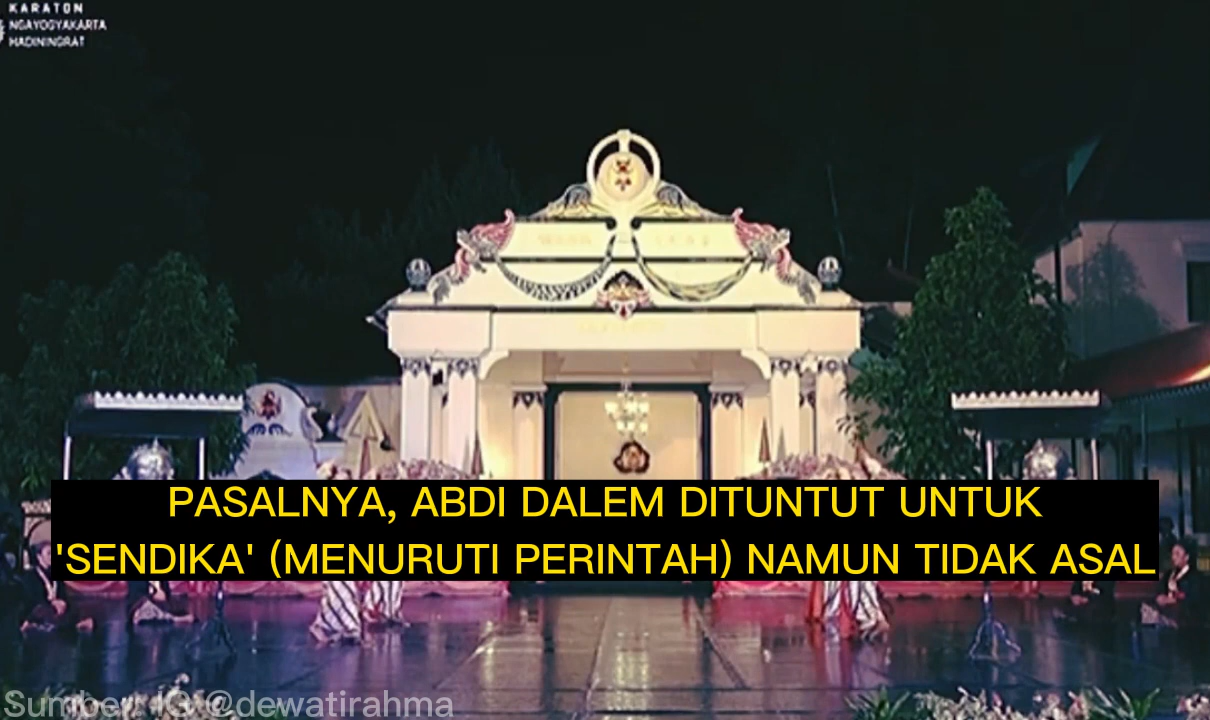 KARATON
NGAYOGYAKARTA
HADININGRAT
PASALNYA, ABDI DALEM DITUNTUT UNTUK
'SENDIKA' (MENURUTI PERINTAH) NAMUN TIDAK ASAL
Sumber: IG @dewatirahma